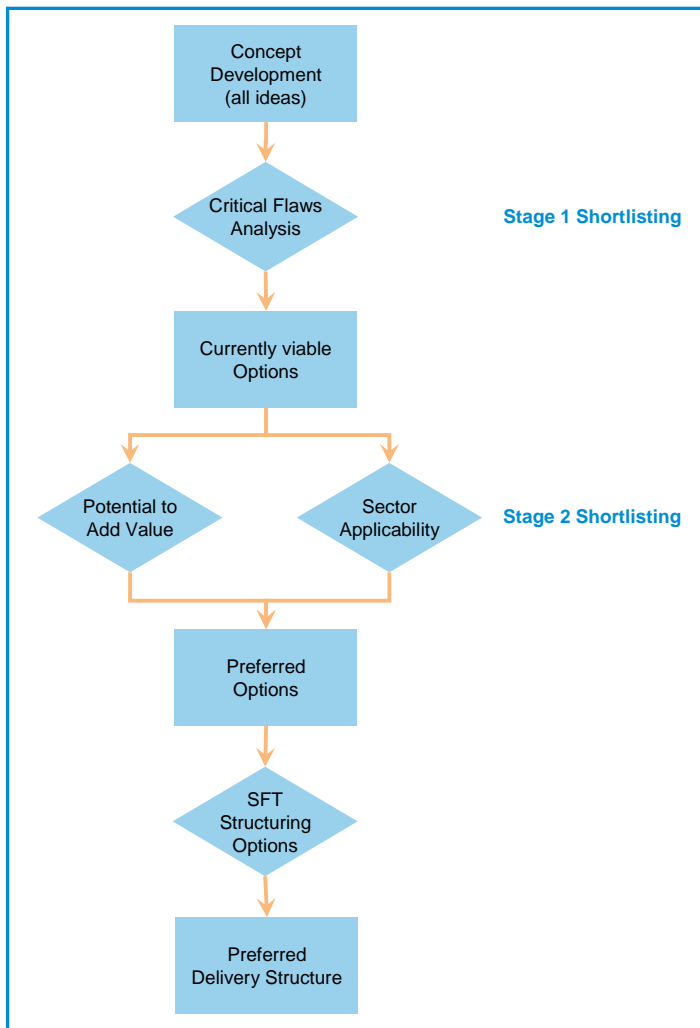 Concept
Development
(all ideas)
Critical Flaws
Analysis
Stage 1 Shortlisting
Currently viable
Options
Potential to
Add Value
Sector
Applicability
Stage 2 Shortlisting
Preferred
Options
SFT
Structuring
Options
Preferred
Delivery Structure